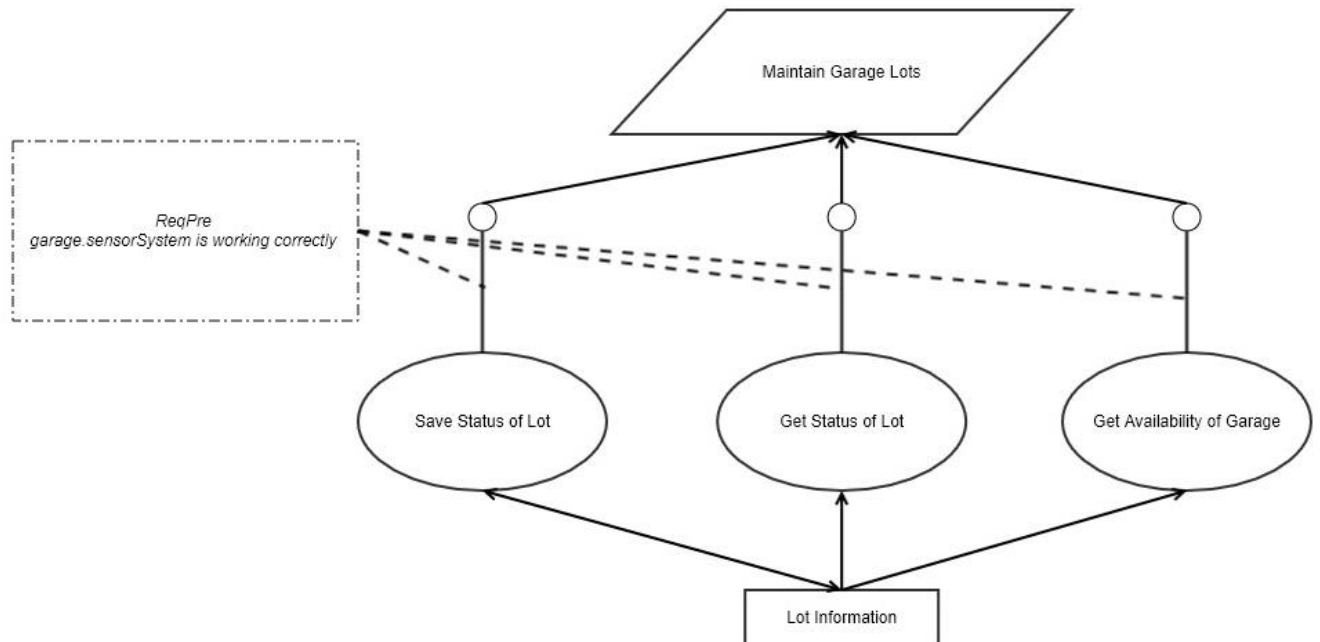 Maintain Garage Lots
ReqPre
garage.sensorSystem is working correctly
Save Status of Lot
Get Status of Lot
Get Availability of Garage
Lot Information